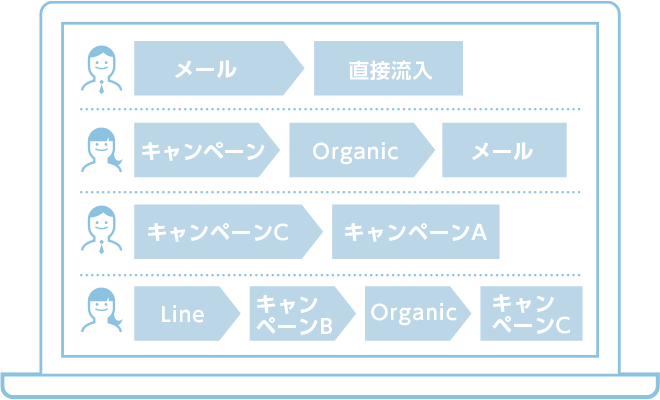 メール
直接流入
キャンペーン
Organic
メール
キャンペーンC
キャンペーンA
Line
キャン
ペーンB
Organic
キャン
ペーンC